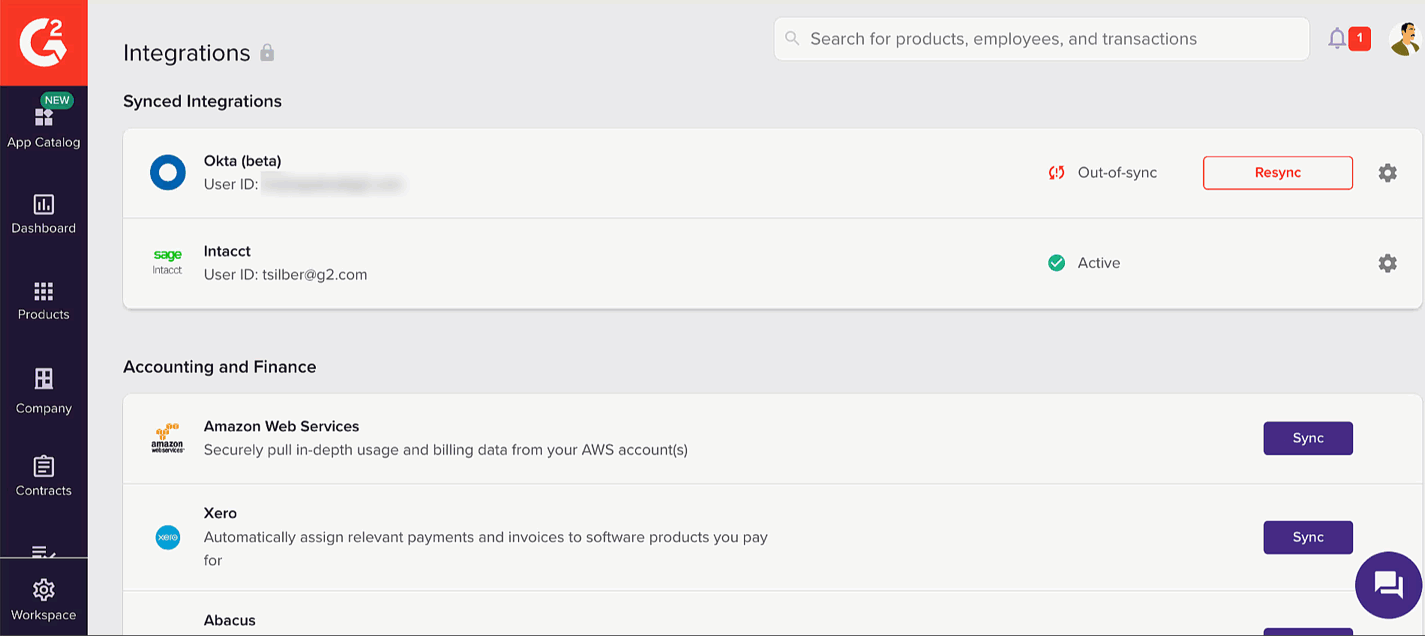 G2
Integrations
Search for products, employees, and transactions
1
NEW
App Catalog
Dashboard
Products
Company
Contracts
Workspace
Synced Integrations
Okta (beta)
User ID:
Out-of-sync
Resync
sage
Intacct
Intacct
User ID: tsilber@g2.com
Active
Accounting and Finance
amazon
webservices
Amazon Web Services
Securely pull in-depth usage and billing data from your AWS account(s)
Sync
xero
Xero
Automatically assign relevant payments and invoices to software products you pay
for
Sync
Abacus